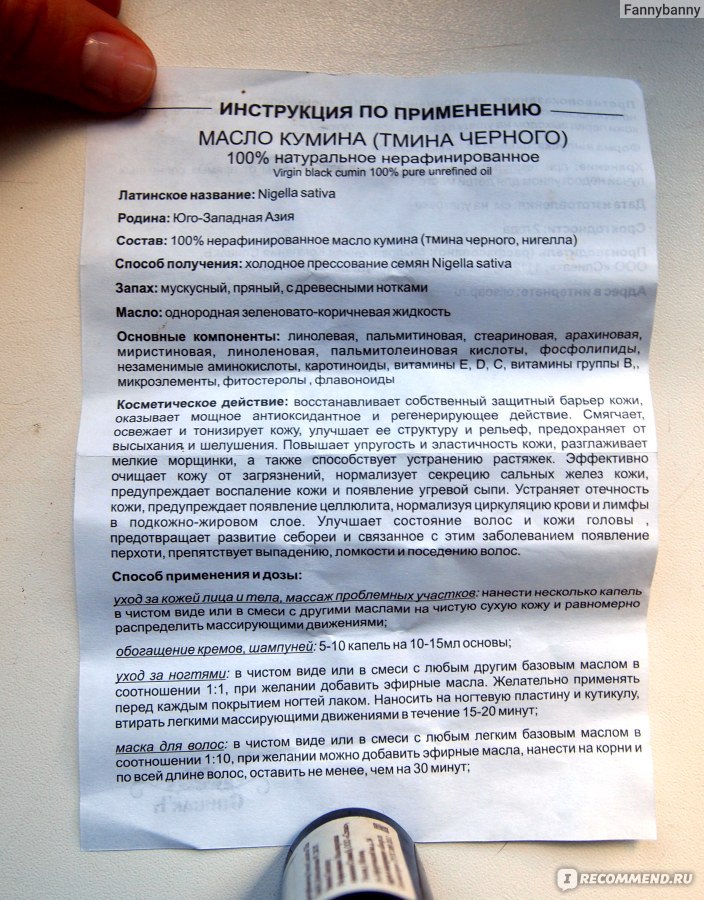 Fannybanny
ИНСТРУКЦИЯ ПО ПРИМЕНЕНИЮ
МАСЛО КУМИНА (ТМИНА ЧЕРНОГО)
100% натуральное нерафинированное
Virgin black cumin 100% pure unrefined oil
Латинское название: Nigella sativa
Родина: Юго-Западная Азия
Состав: 100% нерафинированное масло кумина (тмина черного, нигелла)
Способ получения: холодное прессование семян Nigella sativa
Запах: мускусный, пряный, с древесными нотками
Масло: однородная зеленовато-коричневая жидкость
Основные компоненты: линолевая, пальмитиновая, стеариновая, арахиновая,
миристиновая, линоленовая, пальмитолеиновая кислоты, фосфолипиды,
незаменимые аминокислоты, каротиноиды, витамины Е, D, С, витамины группы В,,
микроэлементы, фитостеролы , флавоноиды
Косметическое действие: восстанавливает собственный защитный барьер кожи,
оказывает мощное антиоксидантное и регенерирующее действие. Смягчает,
освежает и тонизирует кожу, улучшает ее структуру и рельеф, предохраняет от
высыхания и шелушения. Повышает упругость и эластичность кожи, разглаживает
мелкие морщинки, а также способствует устранению растяжек. Эффективно
очищает кожу от загрязнений, нормализует секрецию сальных желез кожи,
предупреждает воспаление кожи и появление угревой сыпи. Устраняет отечность
кожи, предупреждает появление целлюлита, нормализуя циркуляцию крови и лимфы
в подкожно-жировом слое. Улучшает состояние волос и кожи головы ,
предотвращает развитие себореи и связанное с этим заболеванием появление
перхоти, препятствует выпадению, ломкости и поседению волос.
Способ применения и дозы:
уход за кожей лица и тела, массаж проблемных участков: нанести несколько капель
в чистом виде или в смеси с другими маслами на чистую сухую кожу и равномерно
распределить массирующими движениями;
обогащение кремов, шампуней: 5-10 капель на 10-15мл основы;
уход за ногтями: в чистом виде или в смеси с любым другим базовым маслом в
соотношении 1:1, при желании добавить эфирные масла. Желательно применять
перед каждым покрытием ногтей лаком. Наносить на ногтевую пластину и кутикулу,
втирать легкими массирующими движениями в течение 15-20 минут;
маска для волос: в чистом виде или в смеси с любым легким базовым маслом в
соотношении 1:10, при желании можно добавить эфирные масла, нанести на корни и
по всей длине волос, оставить не менее, чем на 30 минут;
I RECOMMEND.RU